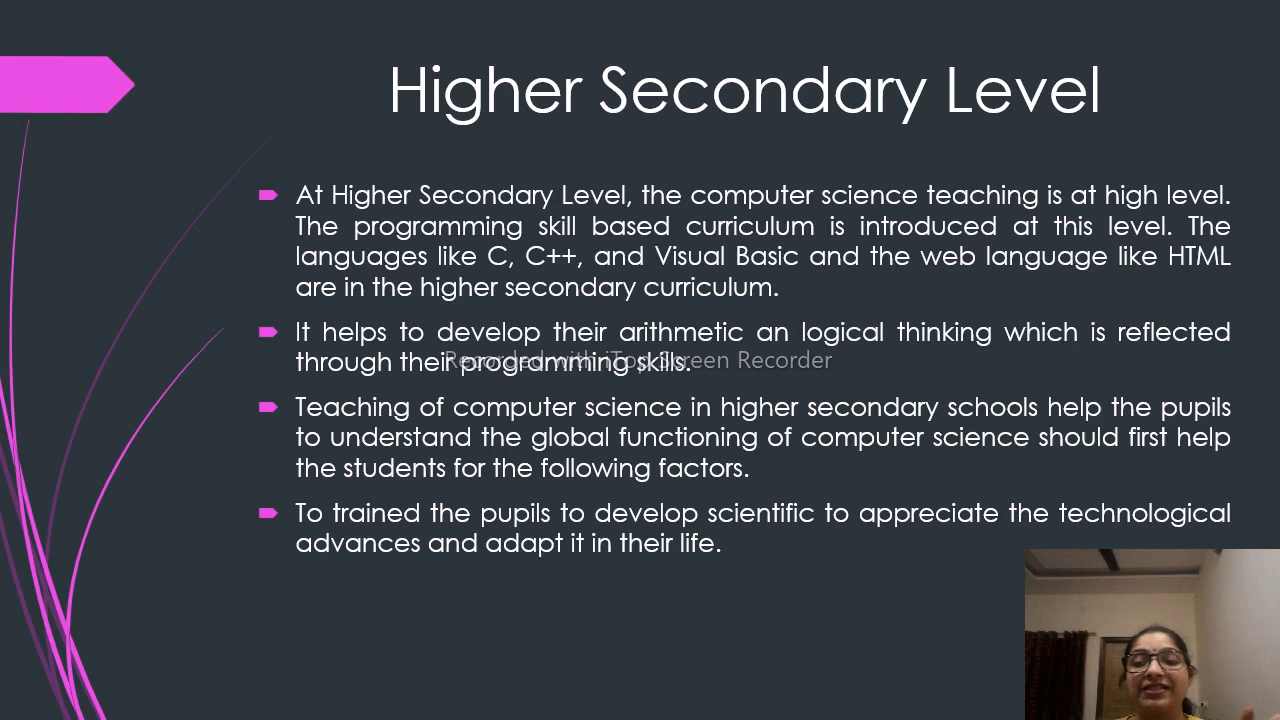 Higher Secondary Level
At Higher Secondary Level, the computer science teaching is at high level.
The programming skill based curriculum is introduced at this level. The
languages like C, C++, and Visual Basic and the web language like HTML
are in the higher secondary curriculum.
It helps to develop their arithmetic an logical thinking which is reflected
through their programming skills.
Recorded with iTop Screen Recorder
Teaching of computer science in higher secondary schools help the pupils
to understand the global functioning of computer science should first help
the students for the following factors.
To trained the pupils to develop scientific to appreciate the technological
advances and adapt it in their life.